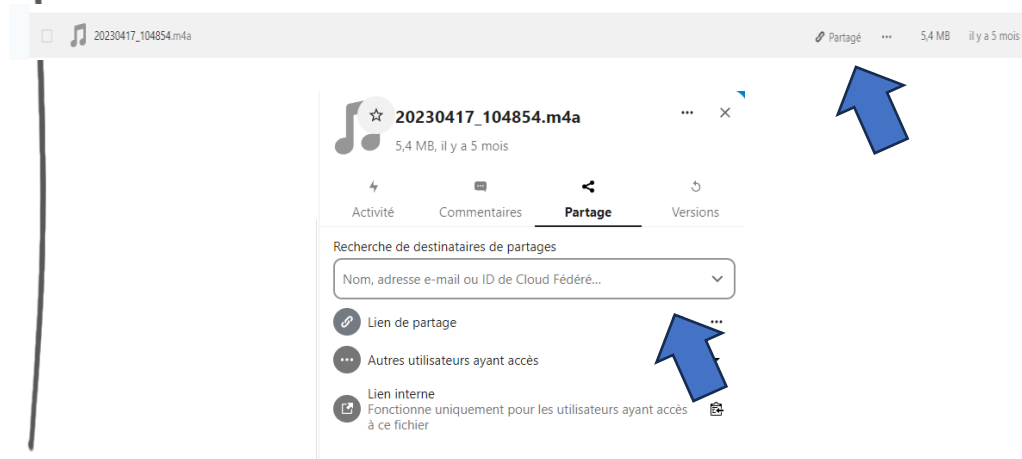 20230417_104854.m4a Partagé ... 5,4 MB il y a 5 mois
20230417_104854.m4a ...
5,4 MB, il y a 5 mois
Activité Commentaires Partage Versions
Recherche de destinataires de partages
Nom, adresse e-mail ou ID de Cloud Fédéré...
Lien de partage ...
Autres utilisateurs ayant accès
Lien interne
Fonctionne uniquement pour les utilisateurs ayant accès
à ce fichier